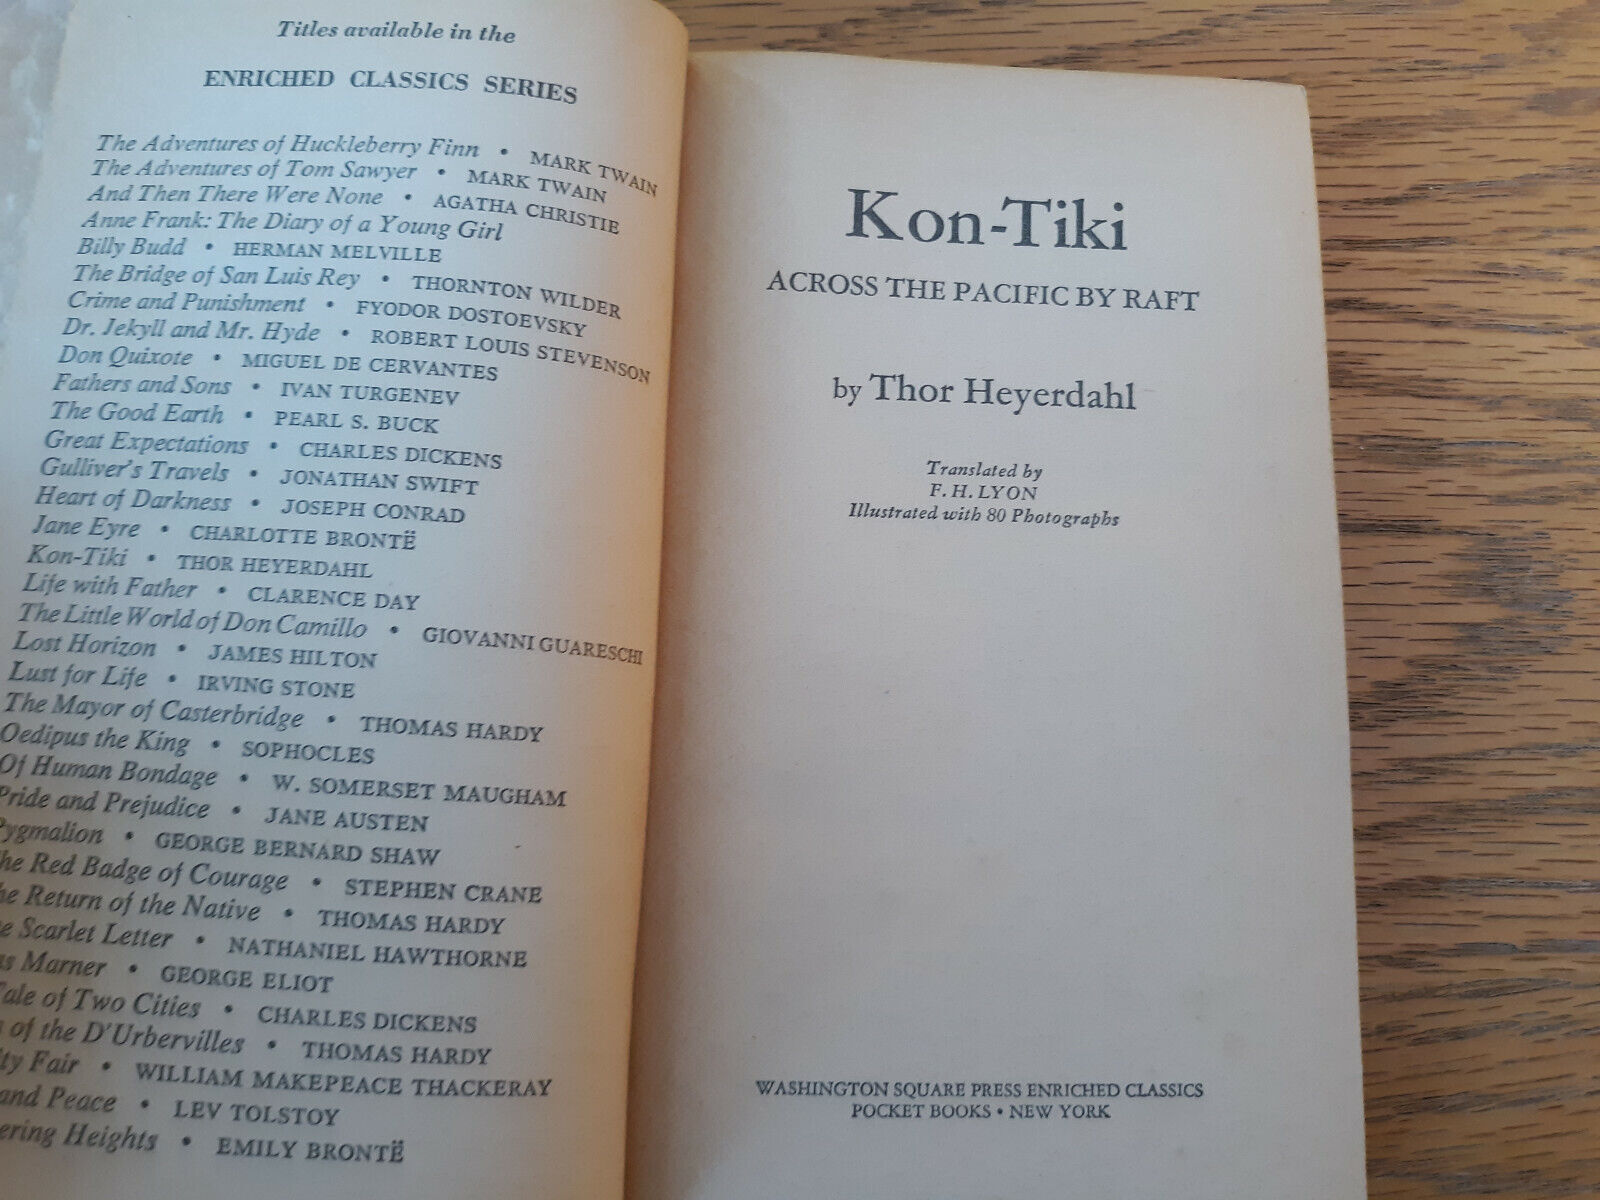 Titles available in the
ENRICHED CLASSICS SERIES
The Adventures of Huckleberry Finn • MARK TWAIN
The Adventures of Tom Sawyer • MARK TWAIN
And Then There Were None • AGATHA CHRISTIE
Anne Frank: The Diary of a Young Girl
Billy Budd • HERMAN MELVILLE
The Bridge of San Luis Rey • THORNTON WILDER
Crime and Punishment • FYODOR DOSTOEVSKY
Dr. Jekyll and Mr. Hyde • ROBERT LOUIS STEVENSON
Don Quixote • MIGUEL DE CERVANTES
Fathers and Sons • IVAN TURGENEV
The Good Earth • PEARL S. BUCK
Great Expectations • CHARLES DICKENS
Gulliver's Travels • JONATHAN SWIFT
Heart of Darkness • JOSEPH CONRAD
Jane Eyre • CHARLOTTE BRONTË
Kon-Tiki • THOR HEYERDAHL
Life with Father • CLARENCE DAY
The Little World of Don Camillo • GIOVANNI GUARESCHI
Lost Horizon • JAMES HILTON
Lust for Life • IRVING STONE
The Mayor of Casterbridge • THOMAS HARDY
Oedipus the King • SOPHOCLES
Of Human Bondage • W. SOMERSET MAUGHAM
Pride and Prejudice • JANE AUSTEN
Pygmalion • GEORGE BERNARD SHAW
he Red Badge of Courage • STEPHEN CRANE
he Return of the Native • THOMAS HARDY
e Scarlet Letter • NATHANIEL HAWTHORNE
as Marner • GEORGE ELIOT
Tale of Two Cities • CHARLES DICKENS
of the D'Urbervilles • THOMAS HARDY
ity Fair • WILLIAM MAKEPEACE THACKERAY
and Peace • LEV TOLSTOY
ering Heights • EMILY BRONTË
Kon-Tiki
ACROSS THE PACIFIC BY RAFT
by Thor Heyerdahl
Translated by
F. H. LYON
Illustrated with 80 Photographs
WASHINGTON SQUARE PRESS ENRICHED CLASSICS
POCKET BOOKS • NEW YORK